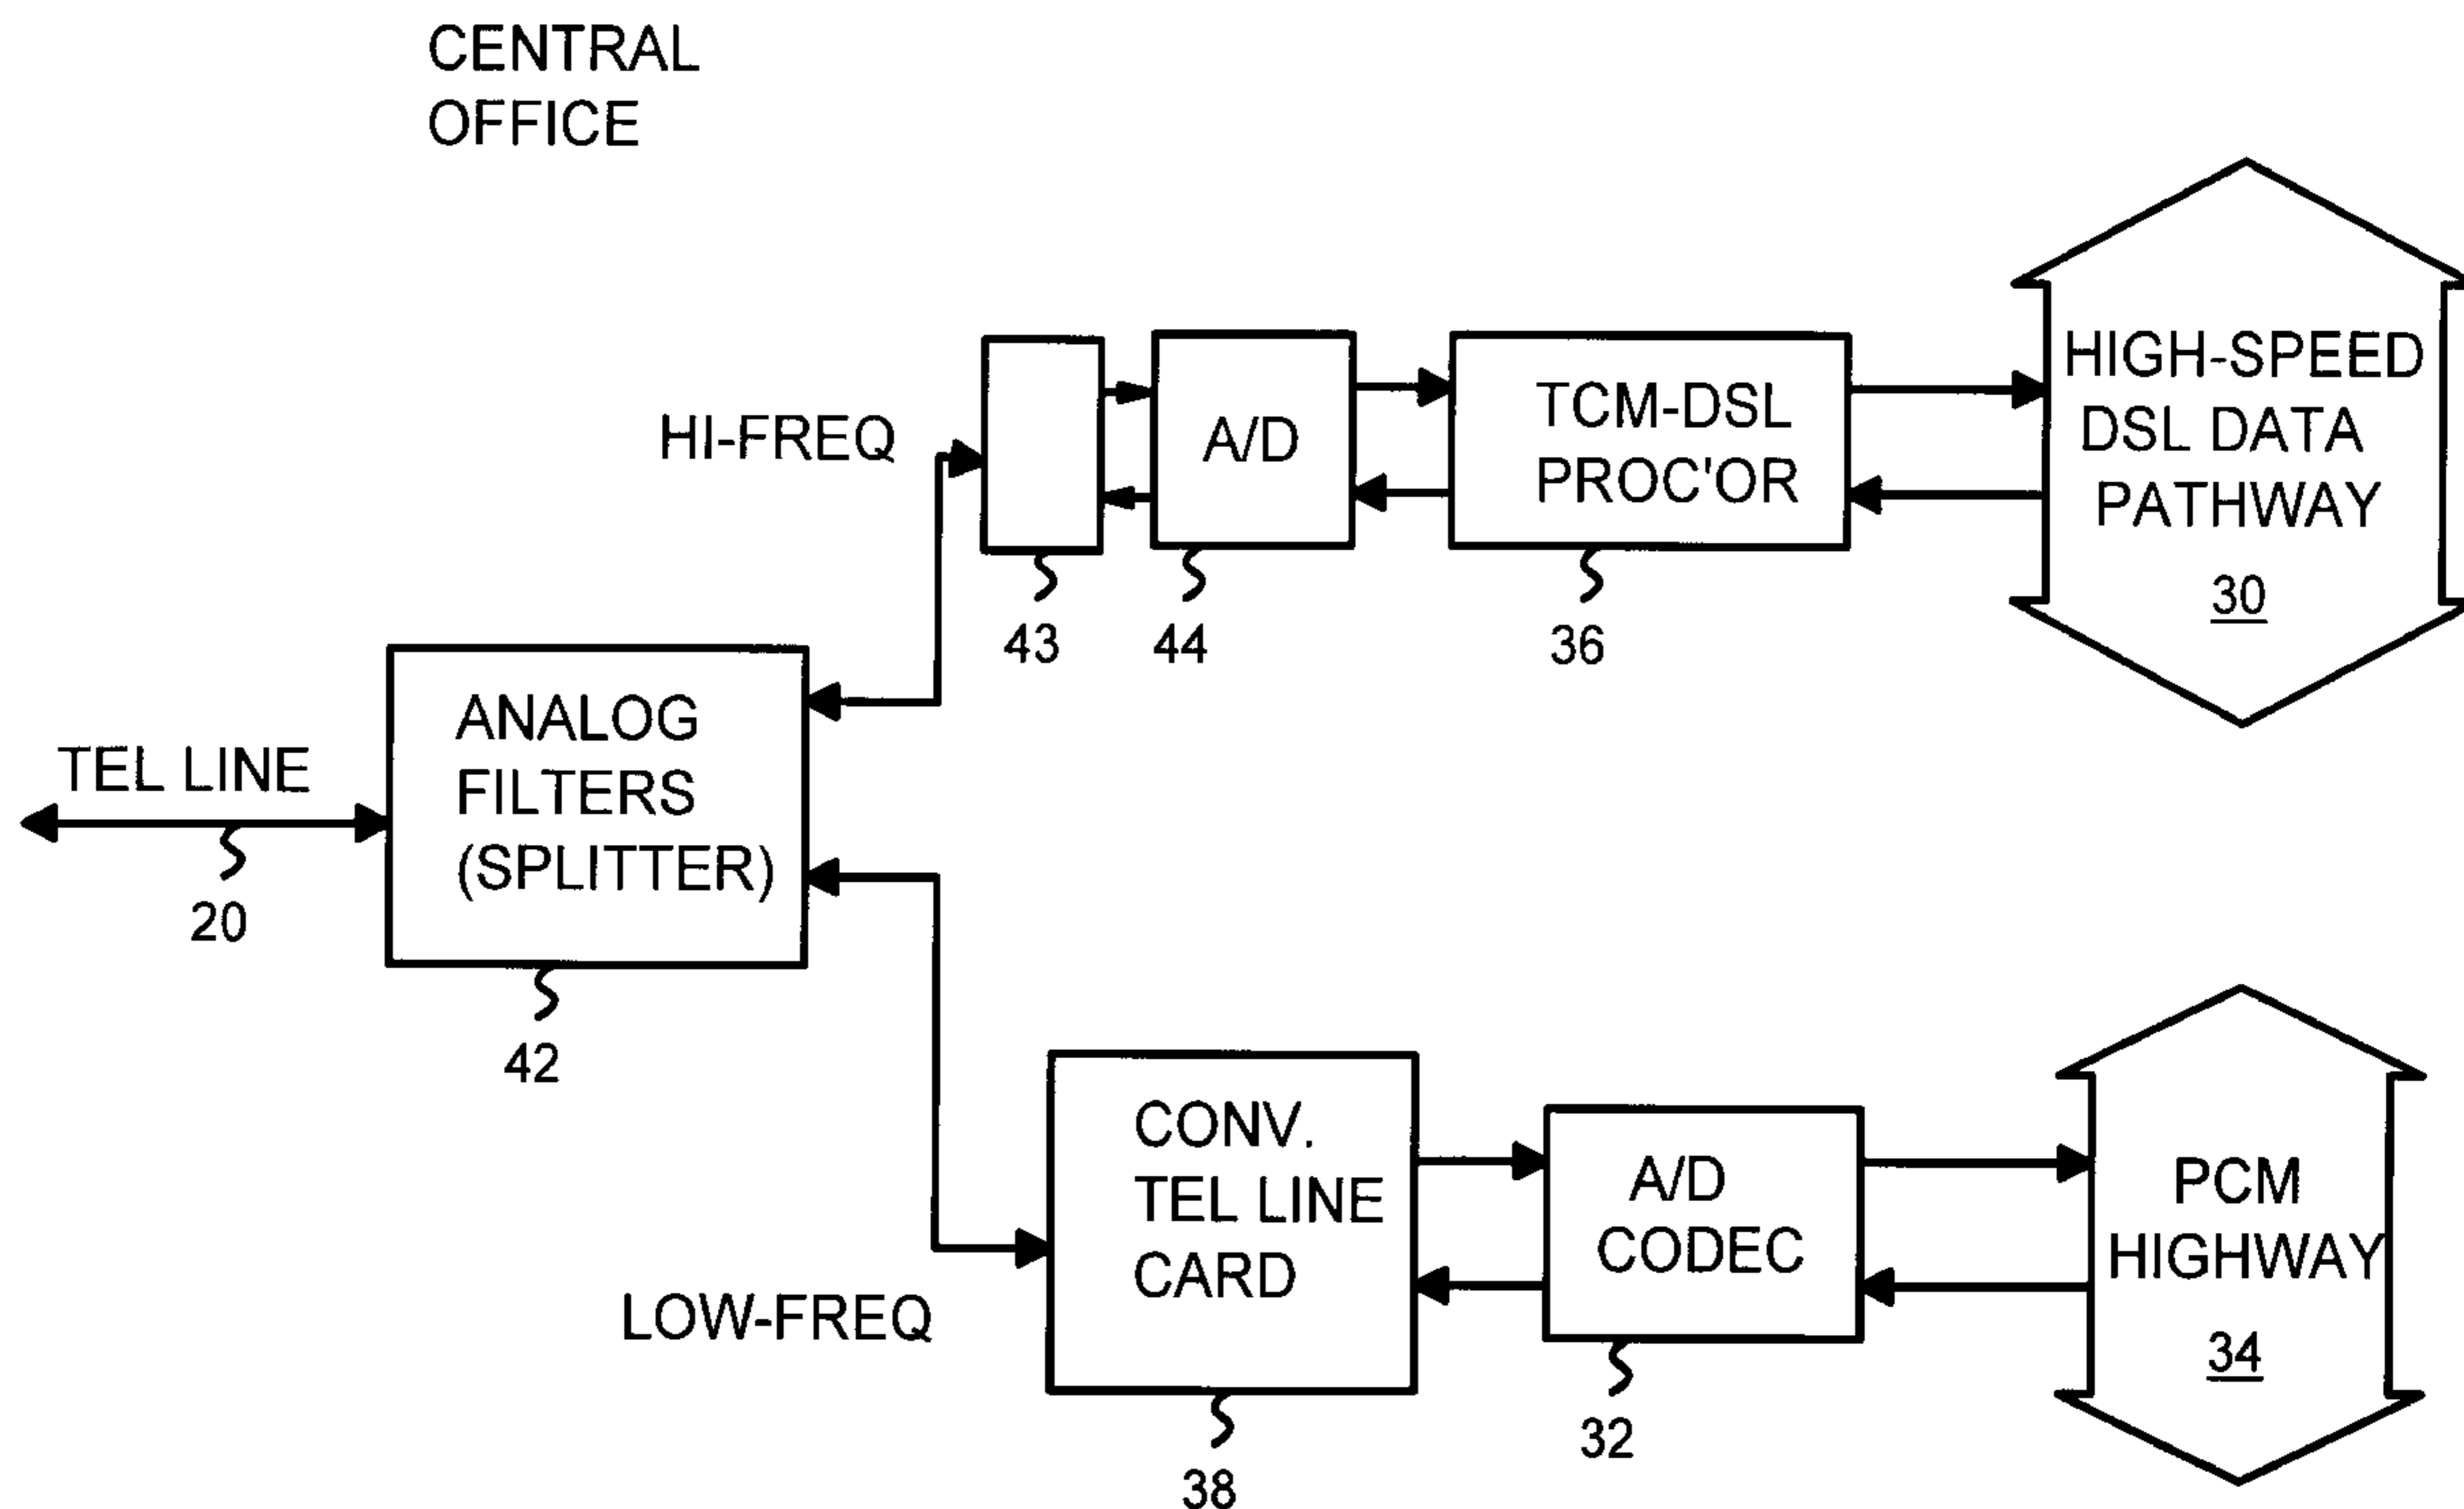 CENTRAL
OFFICE
HI-FREQ
A/D
TCM-DSL
PROC'OR
HIGH-SPEED
DSL DATA
PATHWAY
30
43
44
36
TEL LINE
20
ANALOG
FILTERS
(SPLITTER)
42
LOW-FREQ
CONV.
TEL LINE
CARD
38
A/D
CODEC
32
PCM
HIGHWAY
34